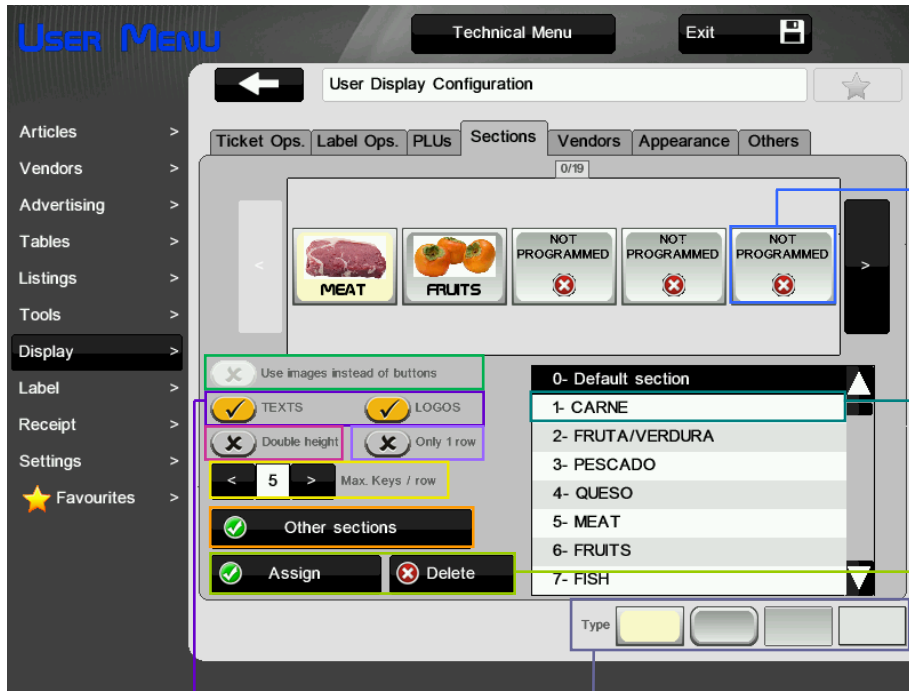 User Menu
Technical Menu
Exit
User Display Configuration
Articles >
Vendors >
Advertising >
Tables >
Listings >
Tools >
Display >
Label >
Receipt >
Settings >
Favourites >
Ticket Ops. Label Ops. PLUs Sections Vendors Appearance Others
0/19
<
MEAT
FRUITS
NOT PROGRAMMED
NOT PROGRAMMED
NOT PROGRAMMED
>
Use images instead of buttons
TEXTS LOGOS
Double height Only 1 row
< 5 > Max. Keys / row
Other sections
Assign Delete
0- Default section
1- CARNE
2- FRUTA/VERDURA
3- PESCADO
4- QUESO
5- MEAT
6- FRUITS
7- FISH
Type